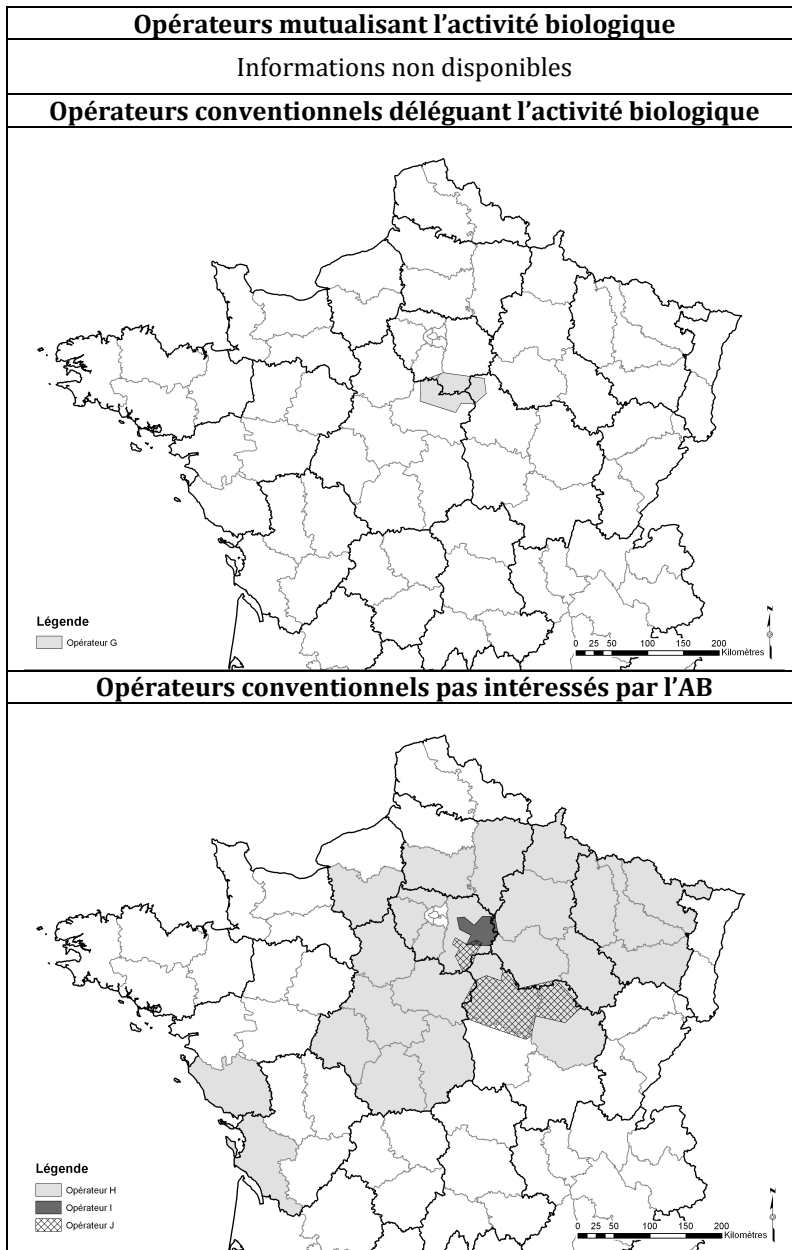 Opérateurs mutualisant l'activité biologique
Informations non disponibles
Opérateurs conventionnels déléguant l'activité biologique
Légende
Opérateur G
N
0 25 50 100 150 200
Kilomètres
Opérateurs conventionnels pas intéressés par l'AB
Légende
Opérateur H
Opérateur I
Opérateur J
N
0 25 50 100 150 200
Kilomètres